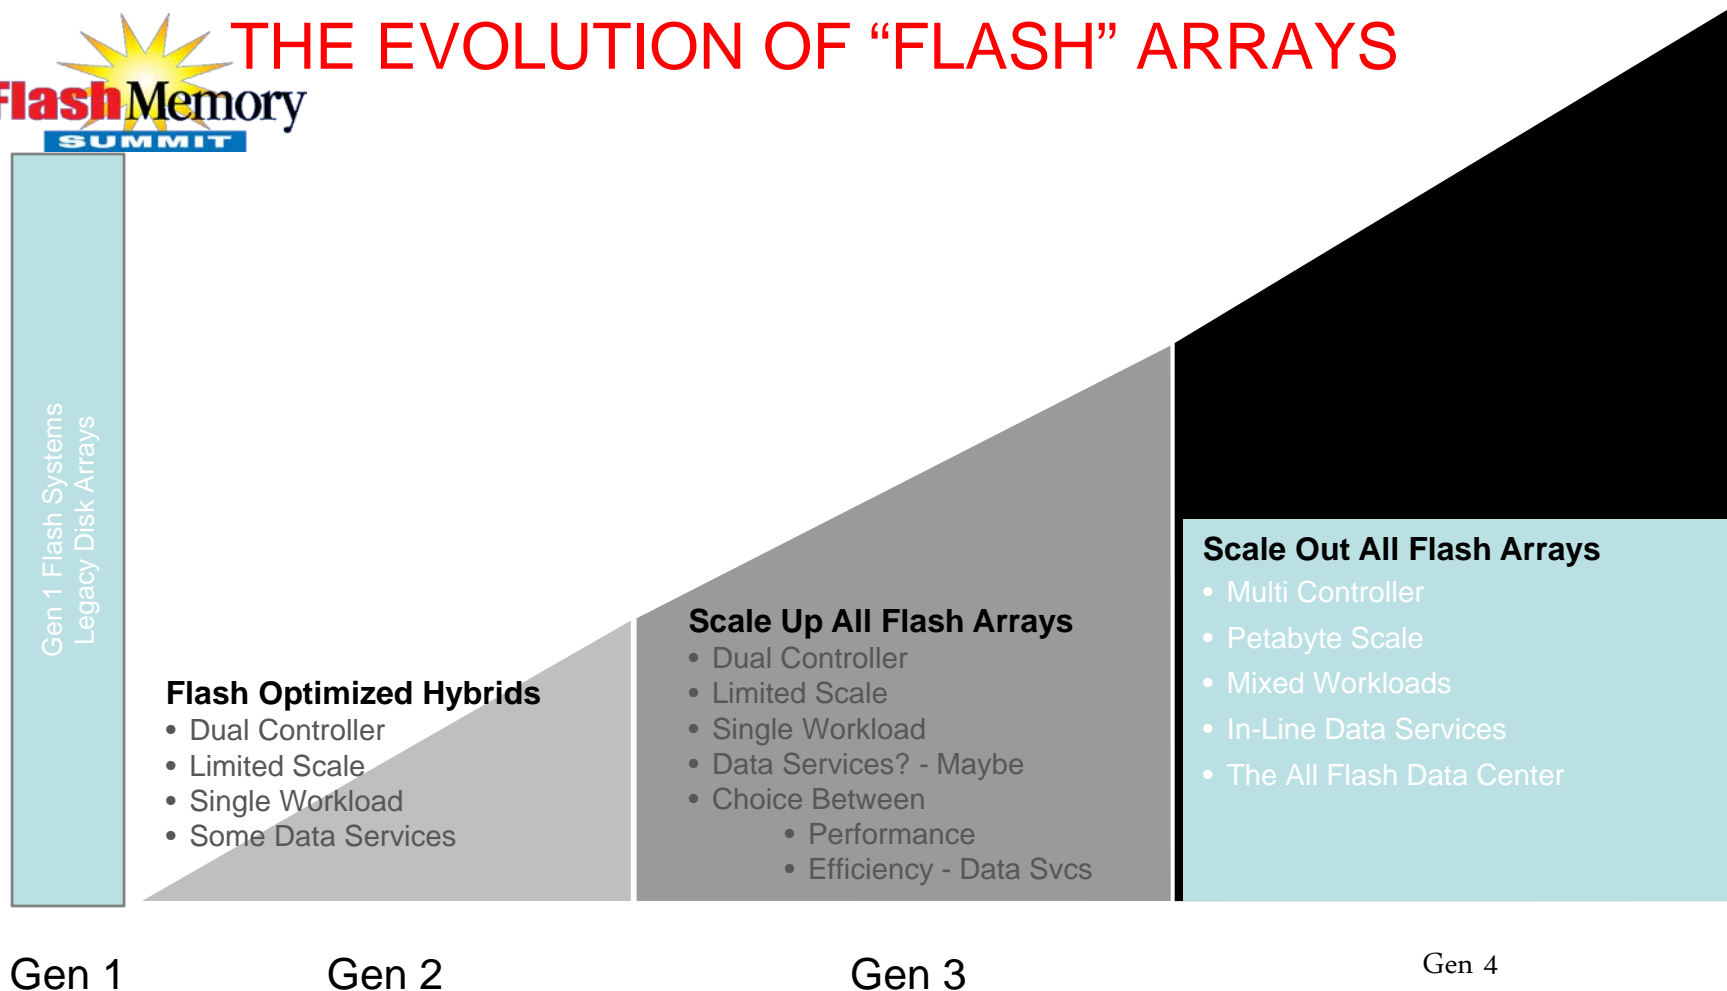 THE EVOLUTION OF “FLASH” ARRAYS
Flash Memory
SUMMIT
Gen 1 Flash Systems
Legacy Disk Arrays
Flash Optimized Hybrids
• Dual Controller
• Limited Scale
• Single Workload
• Some Data Services
Scale Up All Flash Arrays
• Dual Controller
• Limited Scale
• Single Workload
• Data Services? - Maybe
• Choice Between
• Performance
• Efficiency - Data Svcs
Scale Out All Flash Arrays
• Multi Controller
• Petabyte Scale
• Mixed Workloads
• In-Line Data Services
• The All Flash Data Center
Gen 1
Gen 2
Gen 3
Gen 4